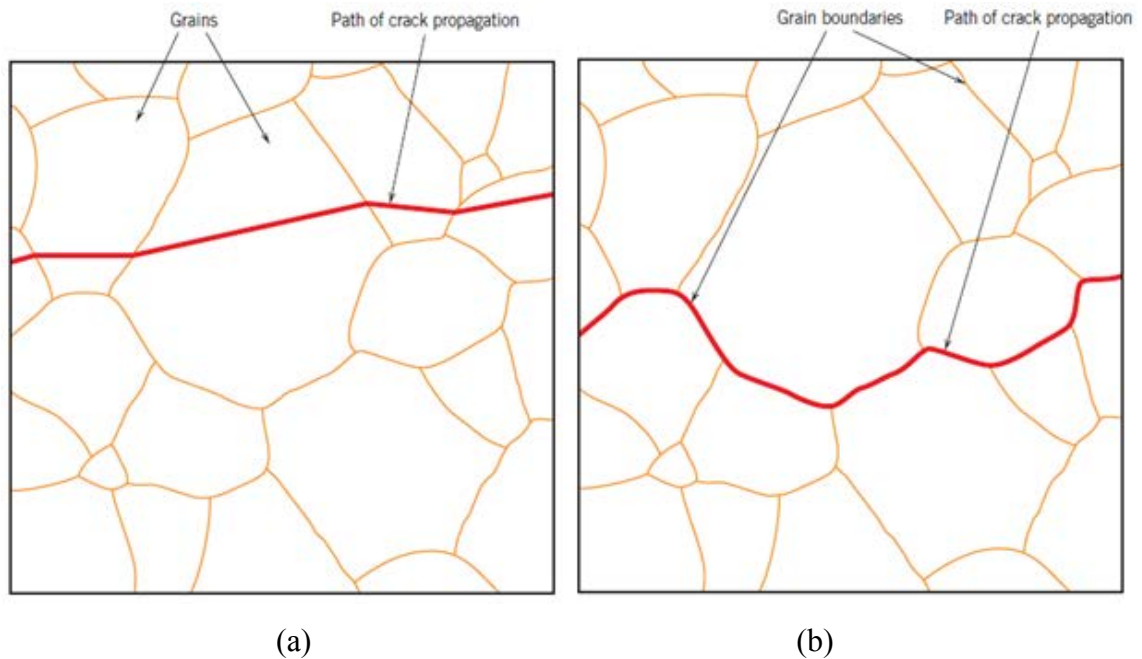 Grains
Path of crack propagation
Grain boundaries
Path of crack propagation
(a)
(b)